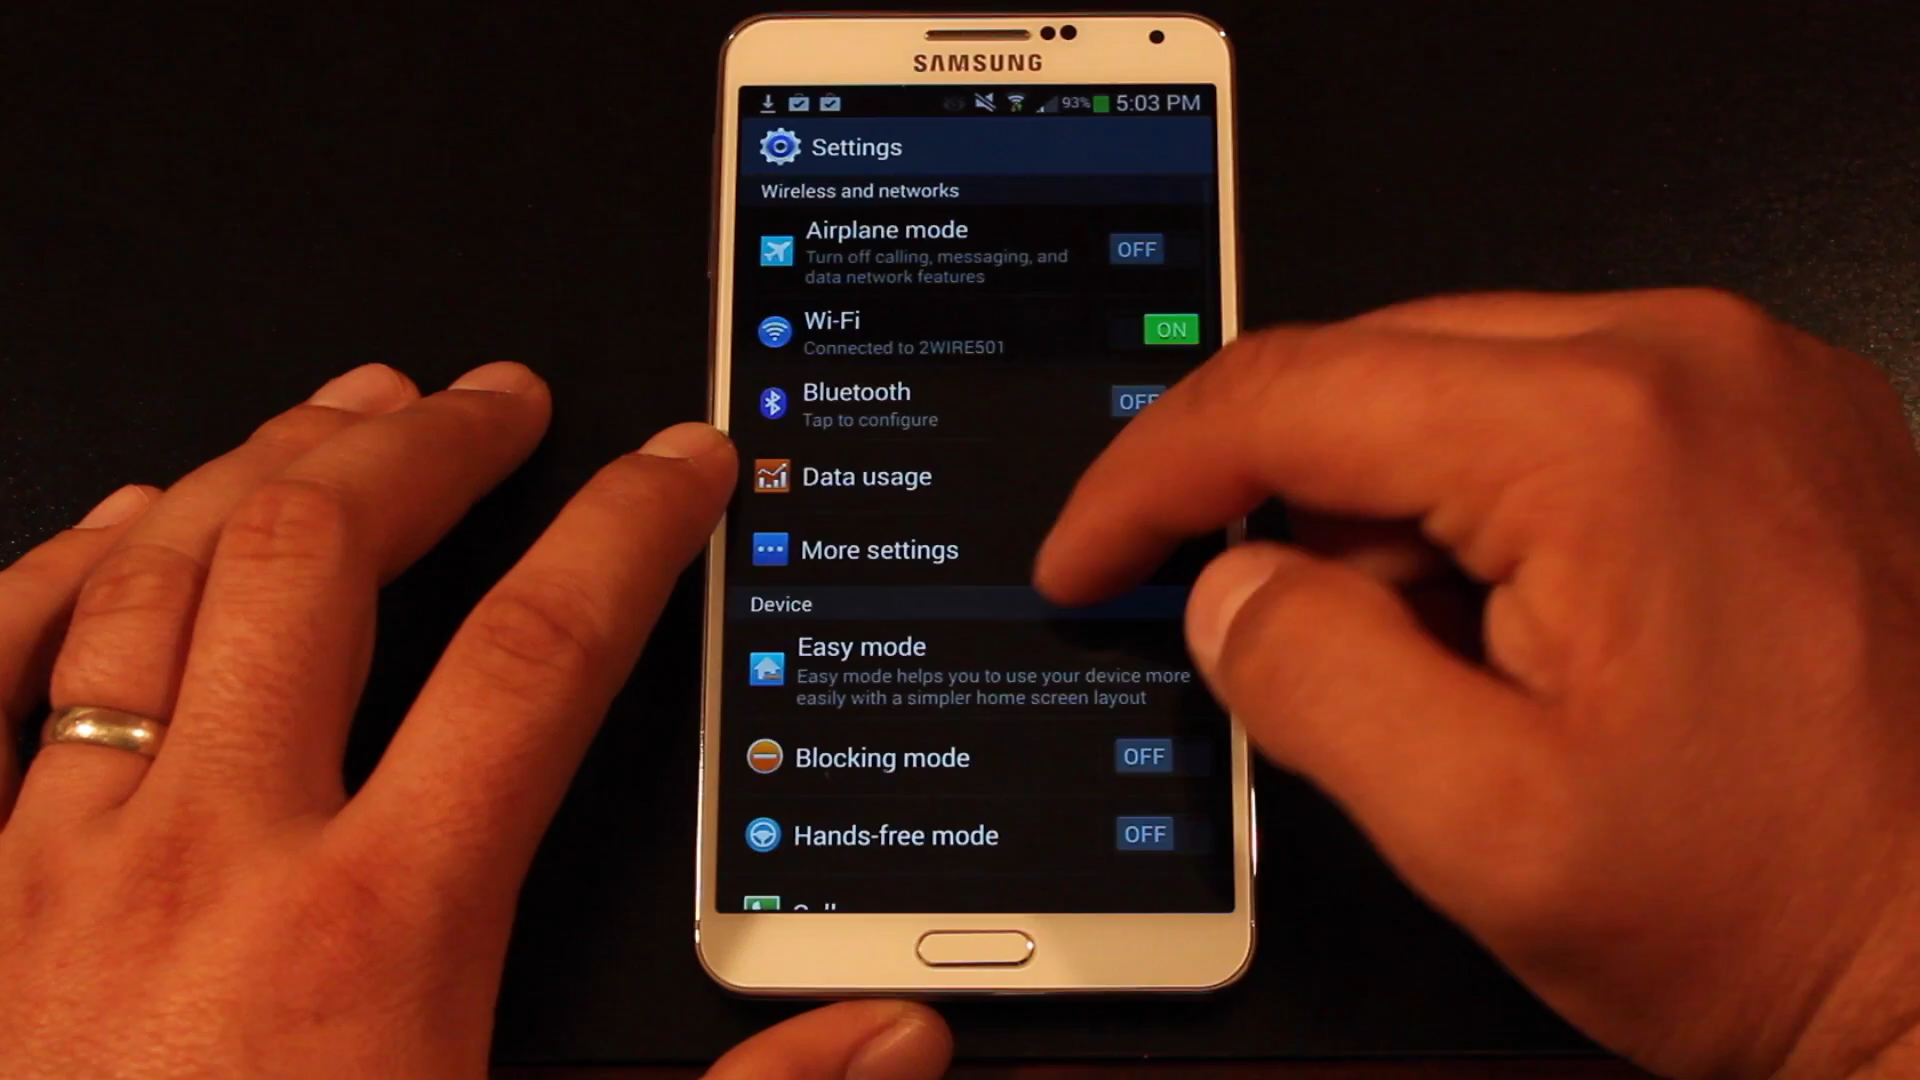 SAMSUNG
93% 5:03 PM
Settings
Wireless and networks
Airplane mode
Turn off calling, messaging, and
data network features
OFF
Wi-Fi
Connected to 2WIRE501
ON
Bluetooth
Tap to configure
OFF
Data usage
More settings
Device
Easy mode
Easy mode helps you to use your device more
easily with a simpler home screen layout
Blocking mode
OFF
Hands-free mode
OFF